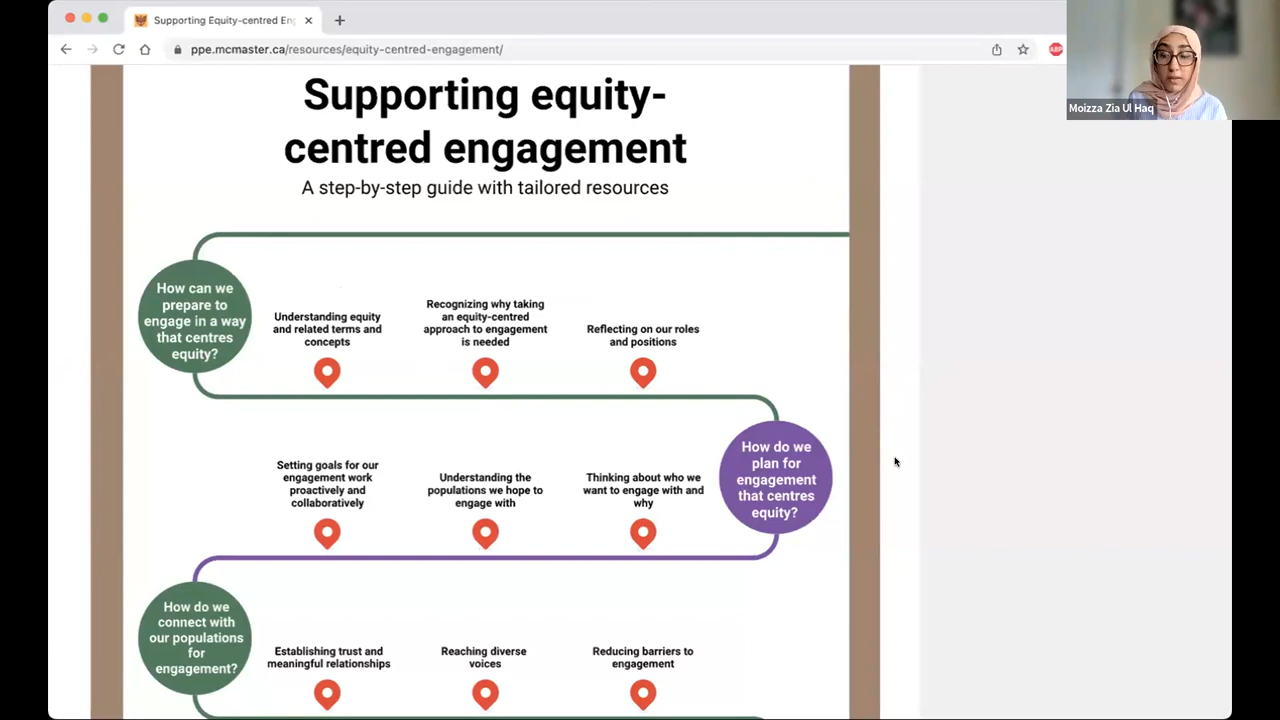 Supporting Equity-centred Eng
ppe.mcmaster.ca/resources/equity-centred-engagement/
ABP
Moizza Zia Ul Haq
Supporting equity-
centred engagement
A step-by-step guide with tailored resources
How can we
prepare to
engage in a way
that centres
equity?
Understanding equity
and related terms and
concepts
Recognizing why taking
an equity-centred
approach to engagement
is needed
Reflecting on our roles
and positions
How do we
plan for
engagement
that centres
equity?
Setting goals for our
engagement work
proactively and
collaboratively
Understanding the
populations we hope to
engage with
Thinking about who we
want to engage with and
why
How do we
connect with
our populations
for
engagement?
Establishing trust and
meaningful relationships
Reaching diverse
voices
Reducing barriers to
engagement